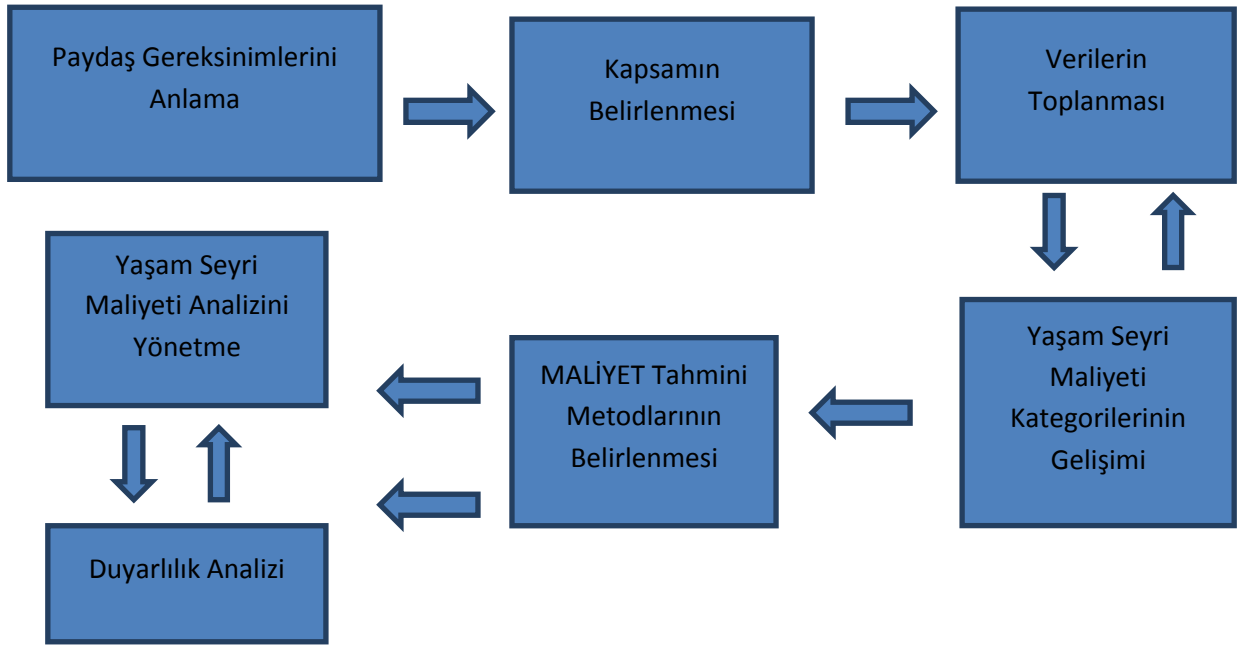 Paydaş Gereksinimlerini
Anlama
Kapsamın
Belirlenmesi
Verilerin
Toplanması
Yaşam Seyri
Maliyeti
Kategorilerinin
Gelişimi
MALİYET Tahmini
Metodlarının
Belirlenmesi
Yaşam Seyri
Maliyeti Analizini
Yönetme
Duyarlılık Analizi